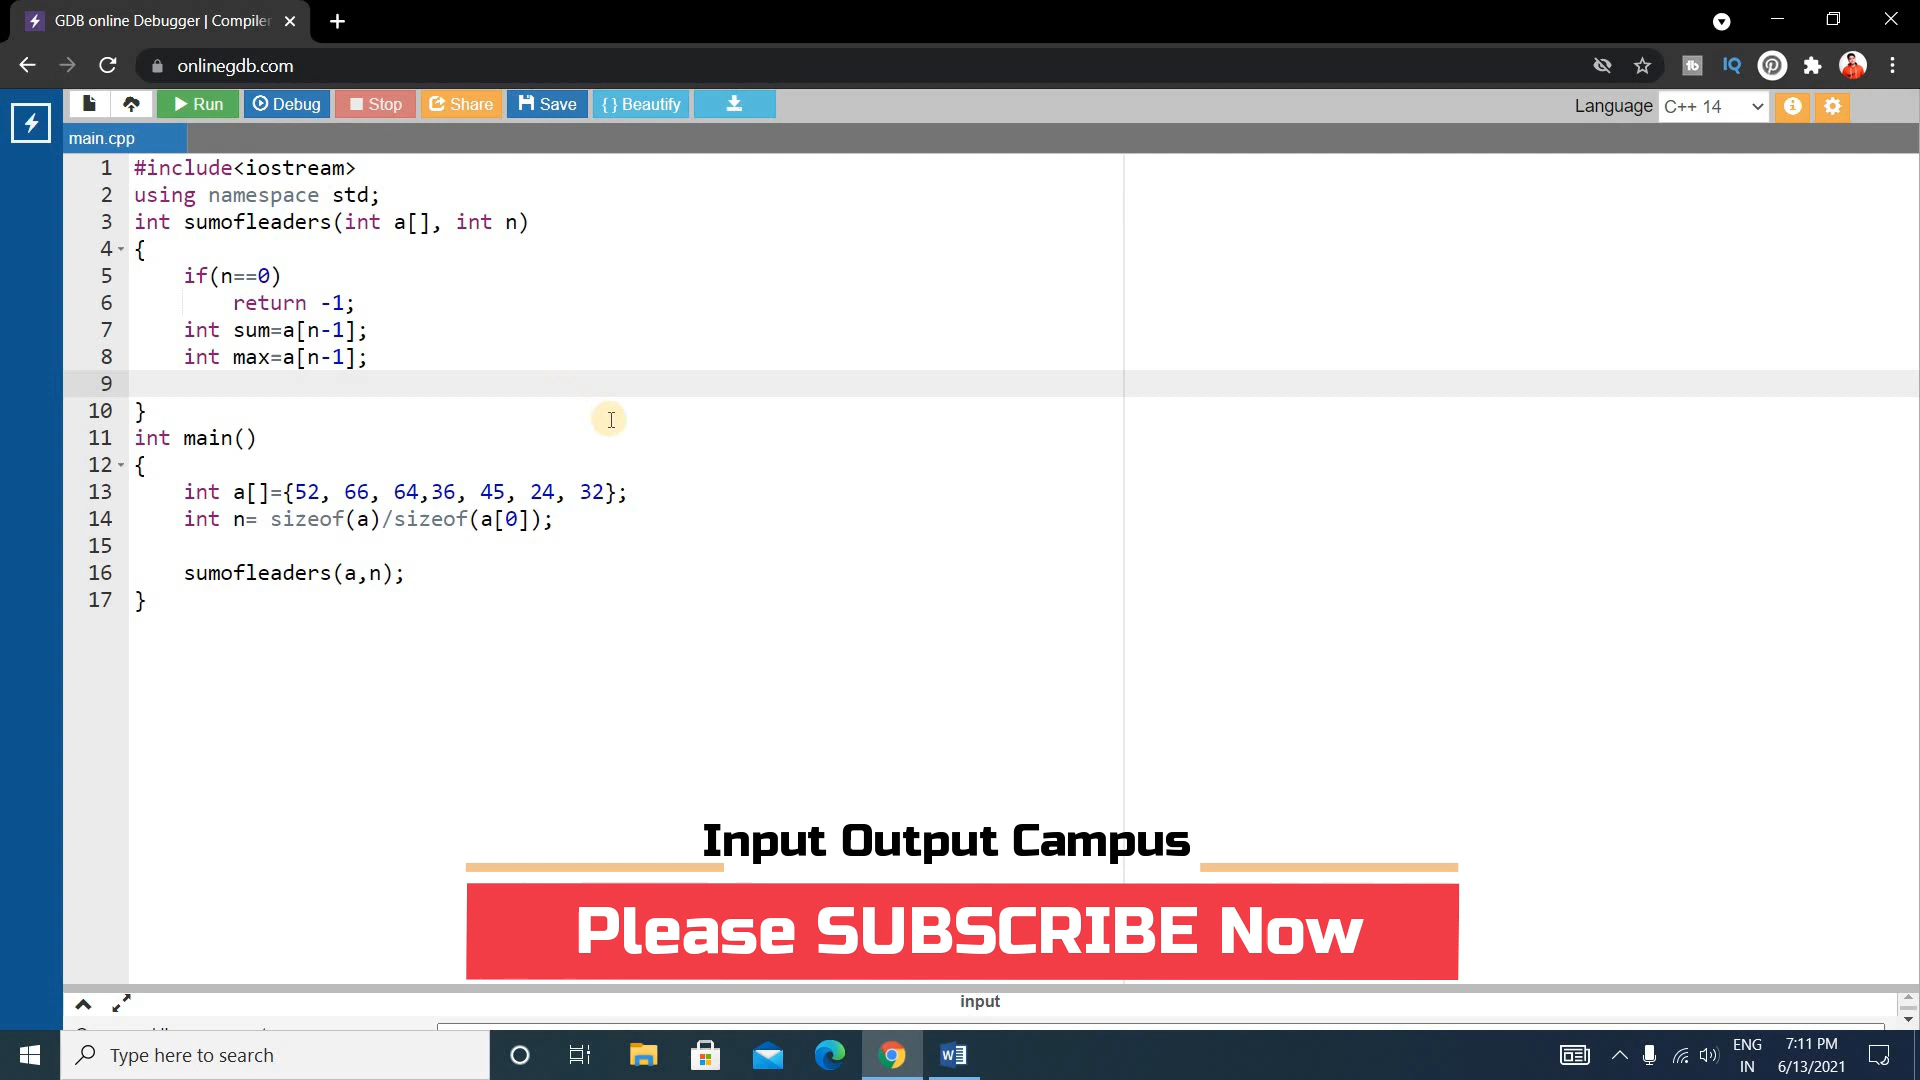 GDB online Debugger | Compiler
onlinegdb.com
Run Debug Stop Share Save { } Beautify Language C++ 14
main.cpp
1 #include<iostream>
2 using namespace std;
3 int sumofleaders(int a[], int n)
4 {
5 if(n==0)
6 return -1;
7 int sum=a[n-1];
8 int max=a[n-1];
9
10 }
11 int main()
12 {
13 int a[]={52, 66, 64,36, 45, 24, 32};
14 int n= sizeof(a)/sizeof(a[0]);
15
16 sumofleaders(a,n);
17 }
Input Output Campus
Please SUBSCRIBE Now
input
Type here to search
ENG
IN
7:11 PM
6/13/2021